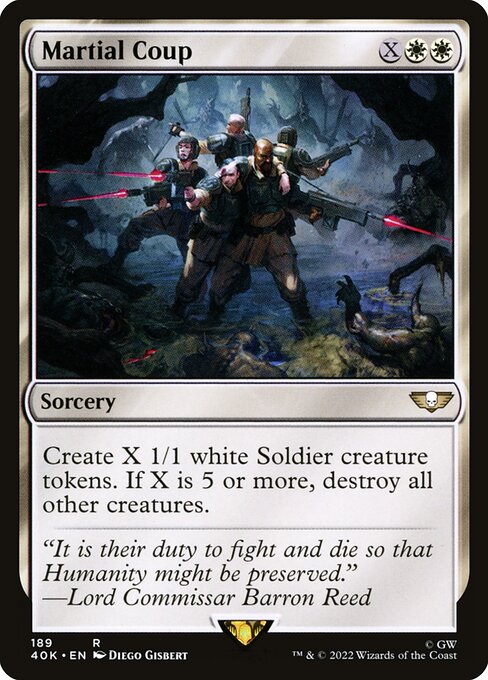 Martial Coup X
Sorcery
Create X 1/1 white Soldier creature
tokens. If X is 5 or more, destroy all
other creatures.
“It is their duty to fight and die so that
Humanity might be preserved.”
—Lord Commissar Barron Reed
189 R
40K • EN Diego Gisbert
© GW
™ & © 2022 Wizards of the Coast